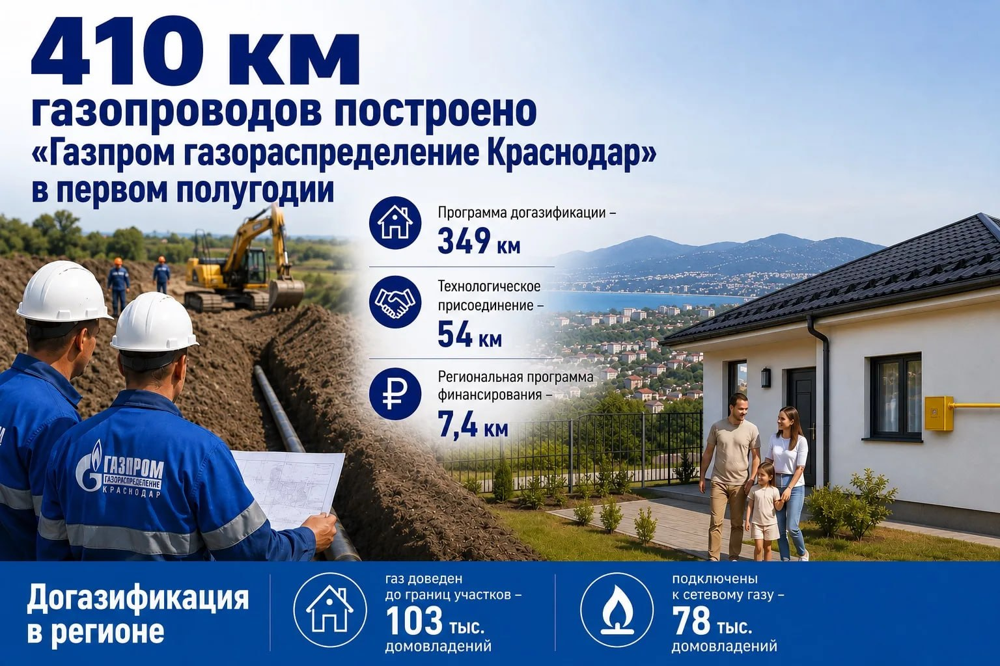 410 км
газопроводов построено
«Газпром газораспределение Краснодар»
в первом полугодии
Программа догазификации –
349 км
Технологическое
присоединение –
54 км
Региональная программа
финансирования –
7,4 км
ГАЗПРОМ
ГАЗОРАСПРЕДЕЛЕНИЕ
КРАСНОДАР
Догазификация
в регионе
газ доведен
до границ участков –
103 тыс.
домовладений
подключены
к сетевому газу –
78 тыс.
домовладений